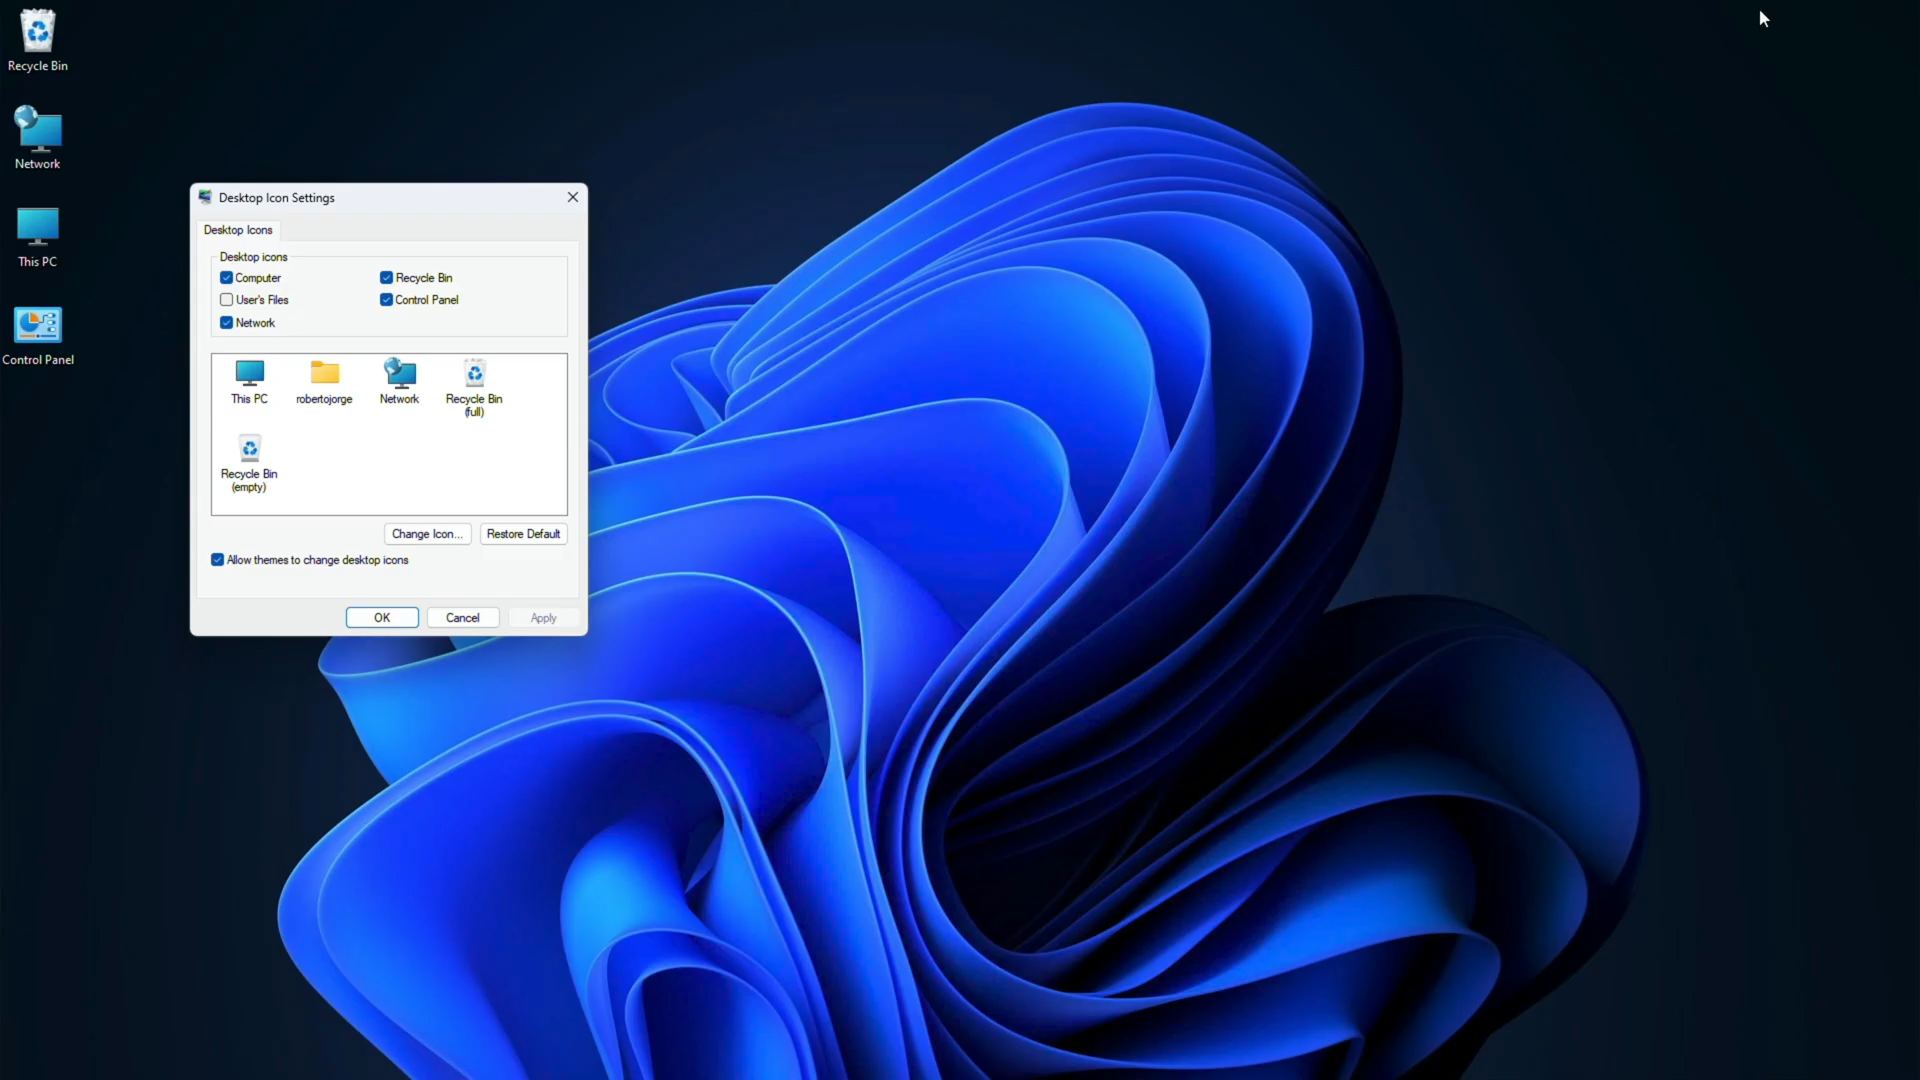 Recycle Bin
Network
This PC
Control Panel
Desktop Icon Settings
Desktop Icons
Desktop icons
Computer
Recycle Bin
User's Files
Control Panel
Network
This PC
robertojorge
Network
Recycle Bin
(full)
Recycle Bin
(empty)
Change Icon...
Restore Default
Allow themes to change desktop icons
OK
Cancel
Apply